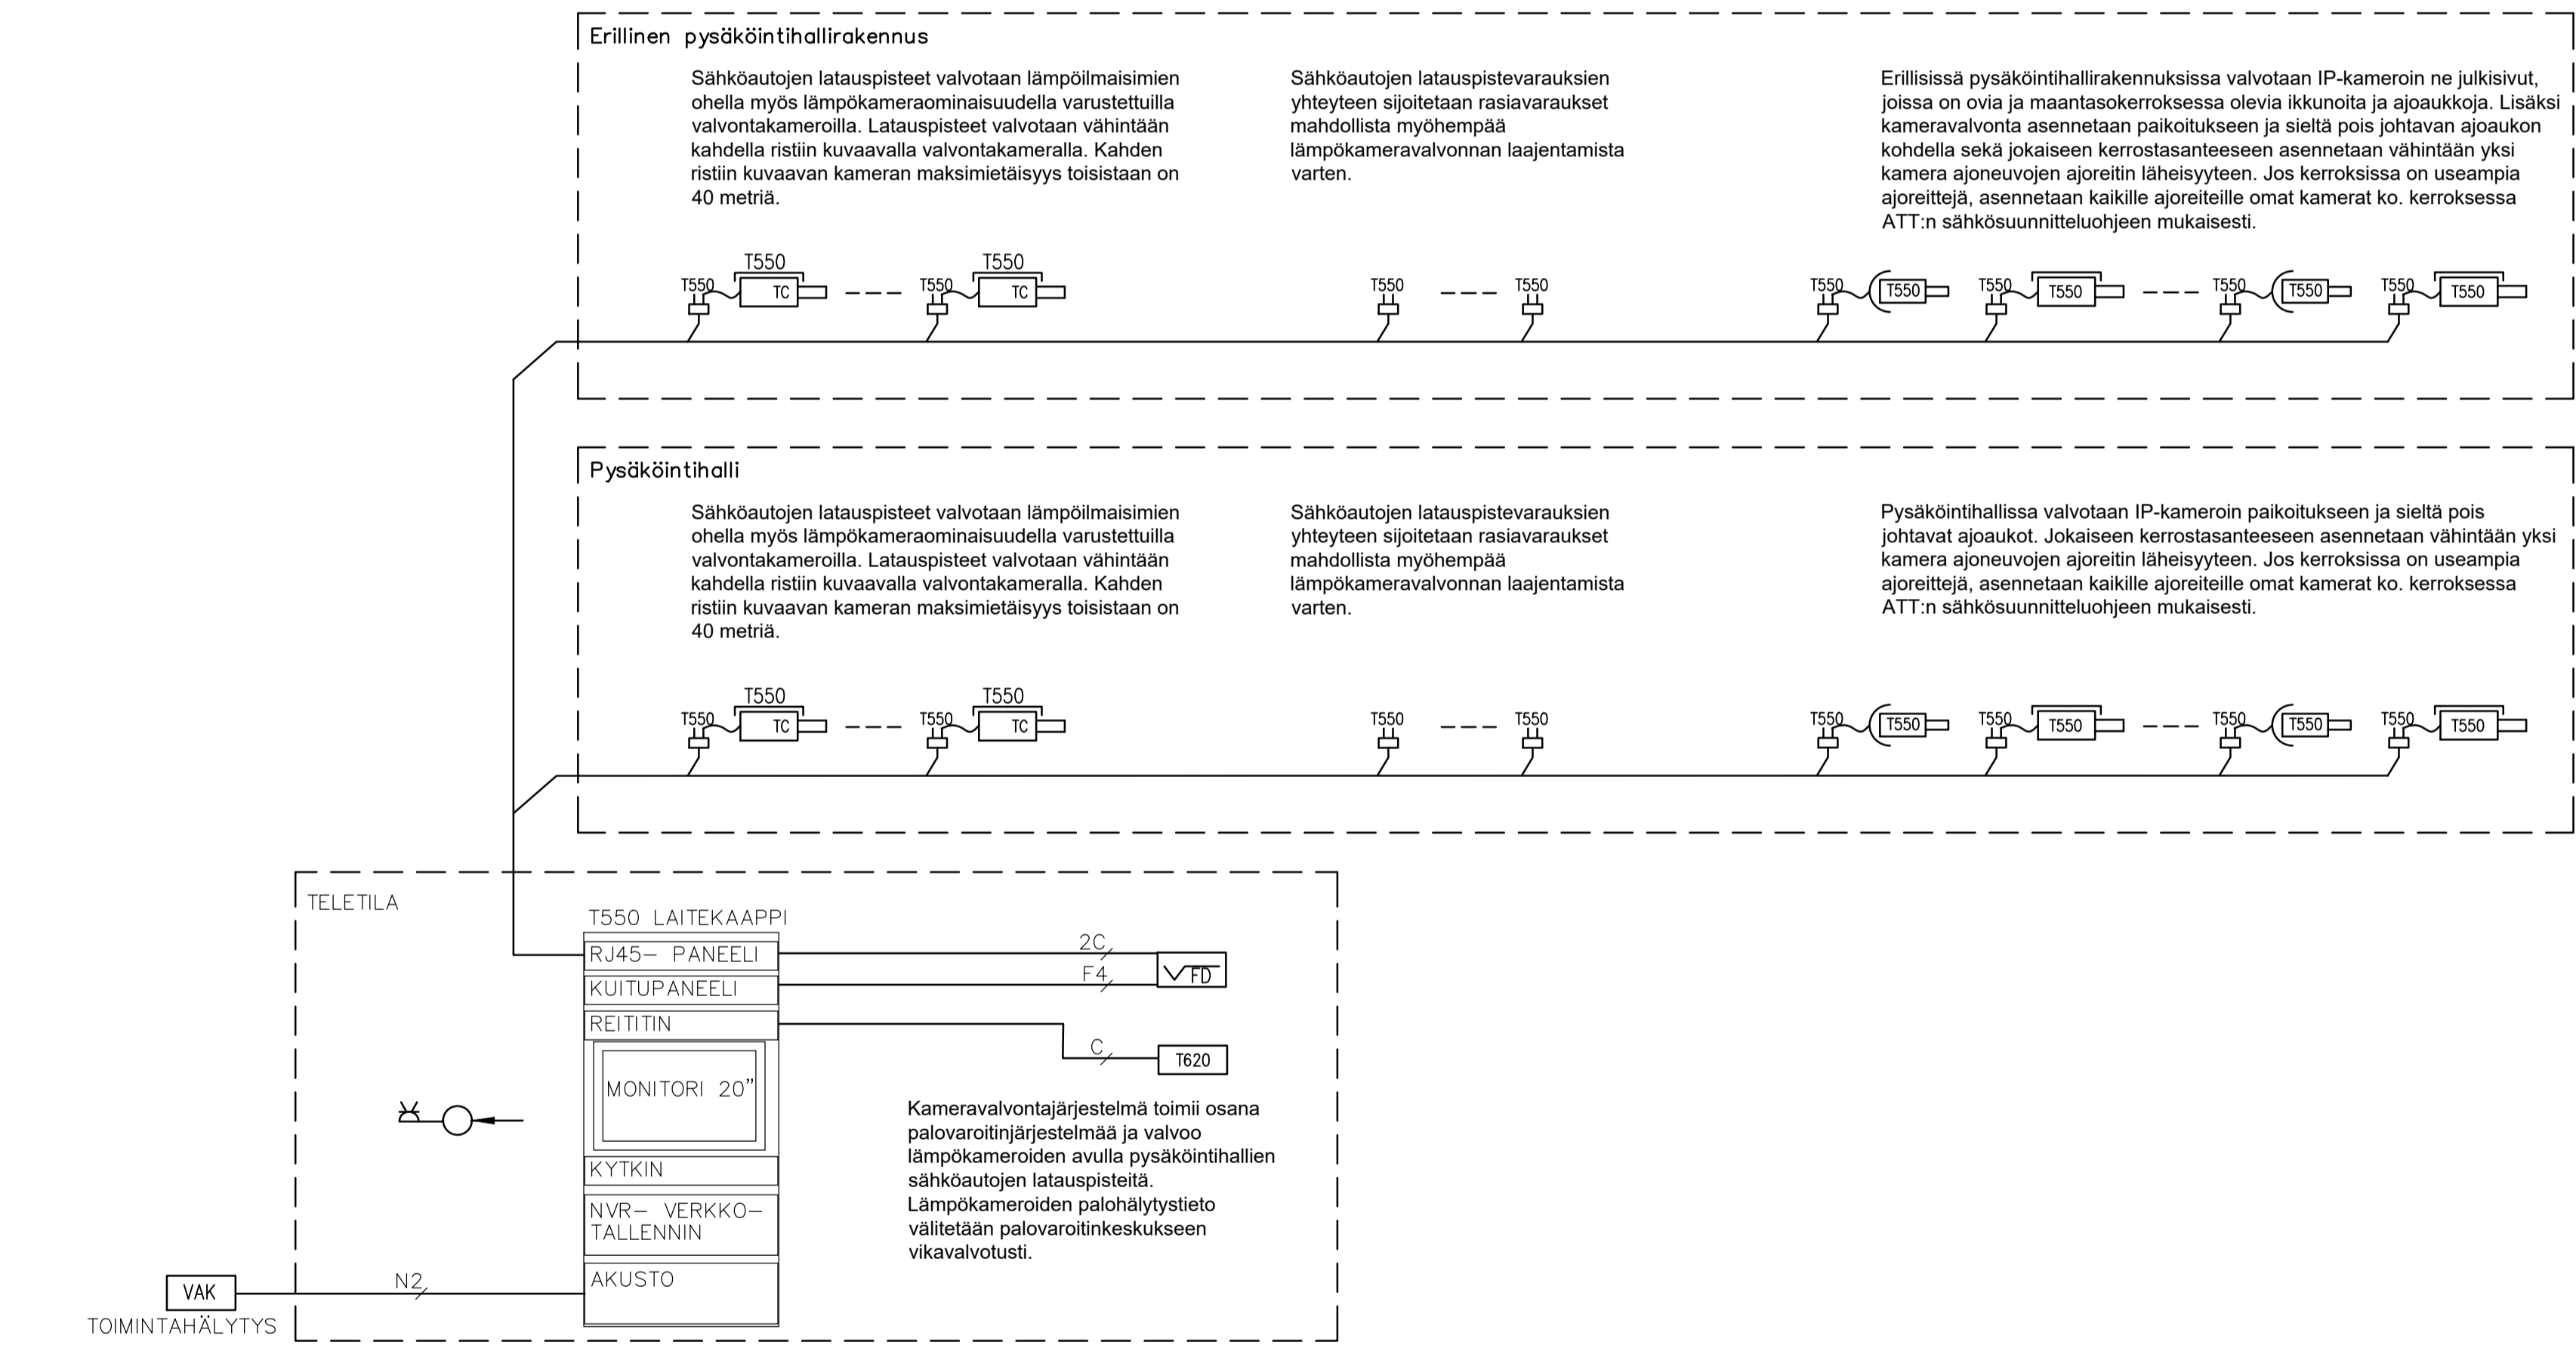 Erillinen pysäköintihallirakennus
Sähköautojen latauspisteet valvotaan lämpöilmaisimien
ohella myös lämpökameraominaisuudella varustettuilla
valvontakameroilla. Latauspisteet valvotaan vähintään
kahdella ristiin kuvaavalla valvontakameralla. Kahden
ristiin kuvaavan kameran maksimietäisyys toisistaan on
40 metriä.
Sähköautojen latauspistevarauksien
yhteyteen sijoitetaan rasiavaraukset
mahdollista myöhempää
lämpökameravalvonnan laajentamista
varten.
Erillisissä pysäköintihallirakennuksissa valvotaan IP-kameroin ne julkisivut,
joissa on ovia ja maantasokerroksessa olevia ikkunoita ja ajoaukkoja. Lisäksi
kameravalvonta asennetaan paikoitukseen ja sieltä pois johtavan ajoaukon
kohdella sekä jokaiseen kerrostasanteeseen asennetaan vähintään yksi
kamera ajoneuvojen ajoreitin läheisyyteen. Jos kerroksissa on useampia
ajoreittejä, asennetaan kaikille ajoreiteille omat kamerat ko. kerroksessa
ATT:n sähkösuunnitteluohjeen mukaisesti.
T550 T550
T550 TC T550 TC T550 T550 T550 T550 T550 T550 T550 T550 T550 T550
Pysäköintihalli
Sähköautojen latauspisteet valvotaan lämpöilmaisimien
ohella myös lämpökameraominaisuudella varustettuilla
valvontakameroilla. Latauspisteet valvotaan vähintään
kahdella ristiin kuvaavalla valvontakameralla. Kahden
ristiin kuvaavan kameran maksimietäisyys toisistaan on
40 metriä.
Sähköautojen latauspistevarauksien
yhteyteen sijoitetaan rasiavaraukset
mahdollista myöhempää
lämpökameravalvonnan laajentamista
varten.
Pysäköintihallissa valvotaan IP-kameroin paikoitukseen ja sieltä pois
johtavat ajoaukot. Jokaiseen kerrostasanteeseen asennetaan vähintään yksi
kamera ajoneuvojen ajoreitin läheisyyteen. Jos kerroksissa on useampia
ajoreittejä, asennetaan kaikille ajoreiteille omat kamerat ko. kerroksessa
ATT:n sähkösuunnitteluohjeen mukaisesti.
T550 T550
T550 TC T550 TC T550 T550 T550 T550 T550 T550 T550 T550 T550 T550
TELETILA
T550 LAITEKAAPPI
RJ45- PANEELI
KUITUPANEELI
REITITIN
MONITORI 20”
KYTKIN
NVR- VERKKO-
TALLENNIN
AKUSTO
2C
F4
FD
C
T620
Kameravalvontajärjestelmä toimii osana
palovaroitinjärjestelmää ja valvoo
lämpökameroiden avulla pysäköintihallien
sähköautojen latauspisteitä.
Lämpökameroiden palohälytystieto
välitetään palovaroitinkeskukseen
vikavalvotusti.
VAK
N2
TOIMINTAHÄLYTYS